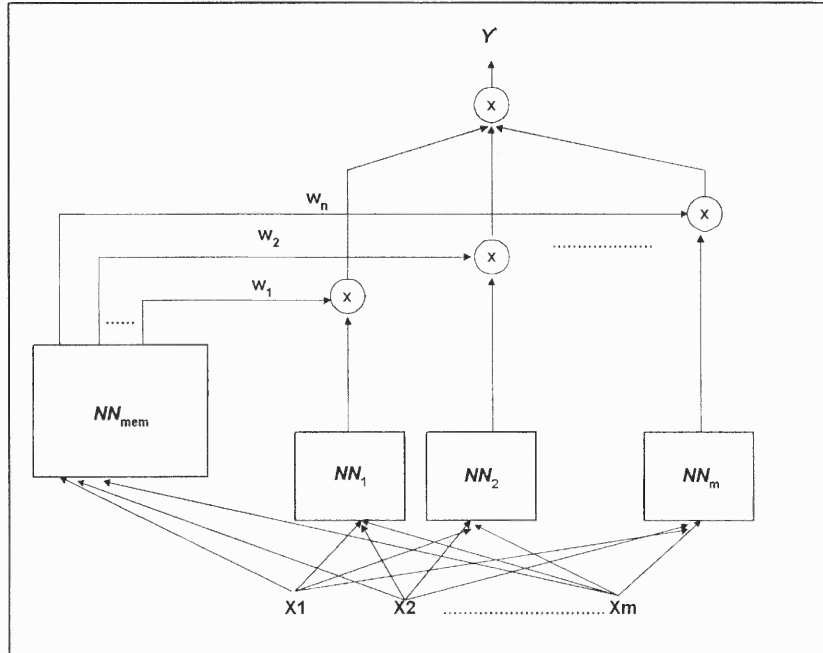 Y
x
w_n
x
w_2
x
..................
w_1
x
......
NN_mem
NN_1
NN_2
NN_m
X1 X2 .............................. Xm